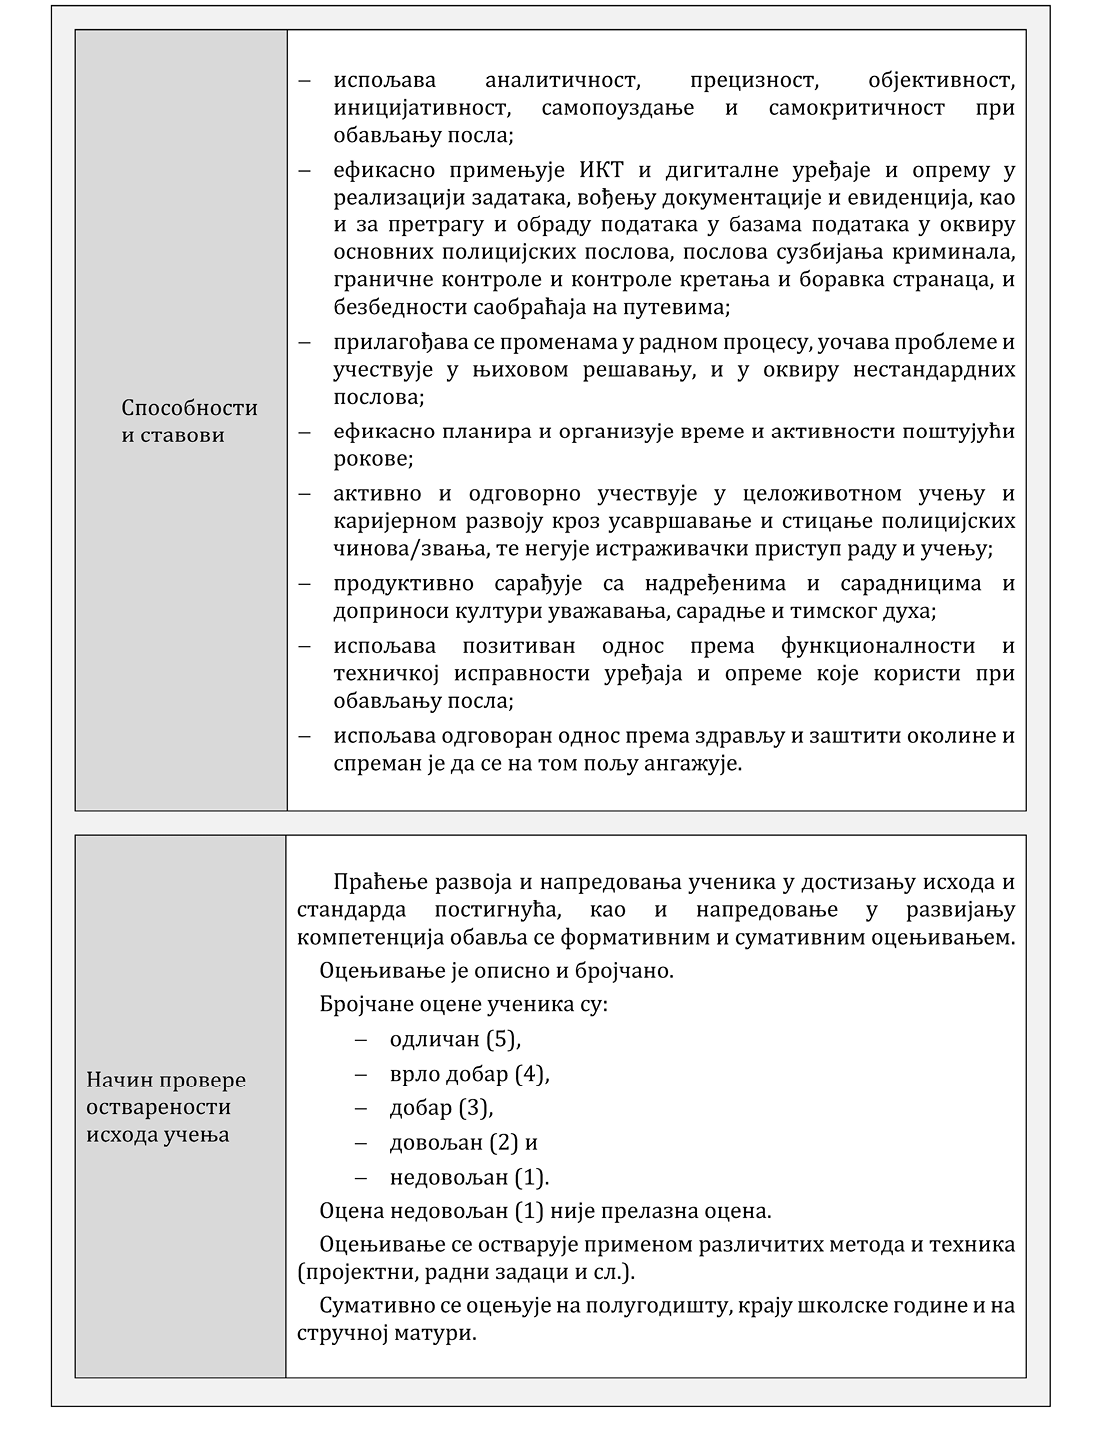 Способности
и ставови
– испољава аналитичност, прецизност, објективност,
иницијативност, самопоуздање и самокритичност при
обављању посла;
– ефикасно примењује ИКТ и дигиталне уређаје и опрему у
реализацији задатака, вођењу документације и евиденција, као
и за претрагу и обраду података у базама података у оквиру
основних полицијских послова, послова сузбијања криминала,
граничне контроле и контроле кретања и боравка странаца, и
безбедности саобраћаја на путевима;
– прилагођава се променама у радном процесу, уочава проблеме и
учествује у њиховом решавању, и у оквиру нестандардних
послова;
– ефикасно планира и организује време и активности поштујући
рокове;
– активно и одговорно учествује у целоживотном учењу и
каријерном развоју кроз усавршавање и стицање полицијских
чинова/звања, те негује истраживачки приступ раду и учењу;
– продуктивно сарађује са надређенима и сарадницима и
доприноси култури уважавања, сарадње и тимског духа;
– испољава позитиван однос према функционалности и
техничкој исправности уређаја и опреме које користи при
обављању посла;
– испољава одговоран однос према здрављу и заштити околине и
спреман је да се на том пољу ангажује.
Начин провере
остварености
исхода учења
Праћење развоја и напредовања ученика у достизању исхода и
стандарда постигнућа, као и напредовање у развијању
компетенција обавља се формативним и сумативним оцењивањем.
Оцењивање је описно и бројчано.
Бројчане оцене ученика су:
– одличан (5),
– врло добар (4),
– добар (3),
– довољан (2) и
– недовољан (1).
Оцена недовољан (1) није прелазна оцена.
Оцењивање се остварује применом различитих метода и техника
(пројектни, радни задаци и сл.).
Сумативно се оцењује на полугодишту, крају школске године и на
стручној матури.